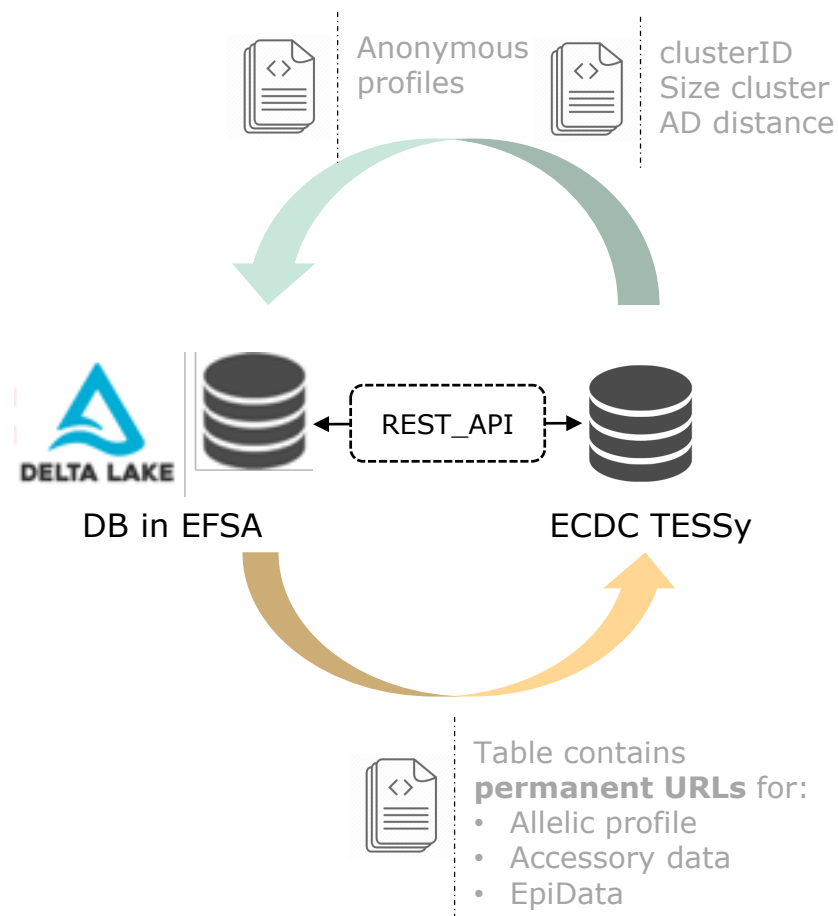 Anonymous
profiles
clusterID
Size cluster
AD distance
DELTA LAKE
REST_API
DB in EFSA
ECDC TESSy
Table contains
permanent URLs for:
• Allelic profile
• Accessory data
• EpiData